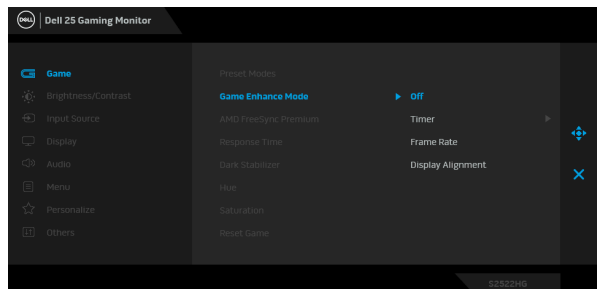 DELL Dell 25 Gaming Monitor
Game
Preset Modes
Brightness/Contrast
Game Enhance Mode
Off
Input Source
AMD FreeSync Premium
Timer
Display
Response Time
Frame Rate
Audio
Dark Stabilizer
Display Alignment
Menu
Hue
Personalize
Saturation
Others
Reset Game
S2522HG